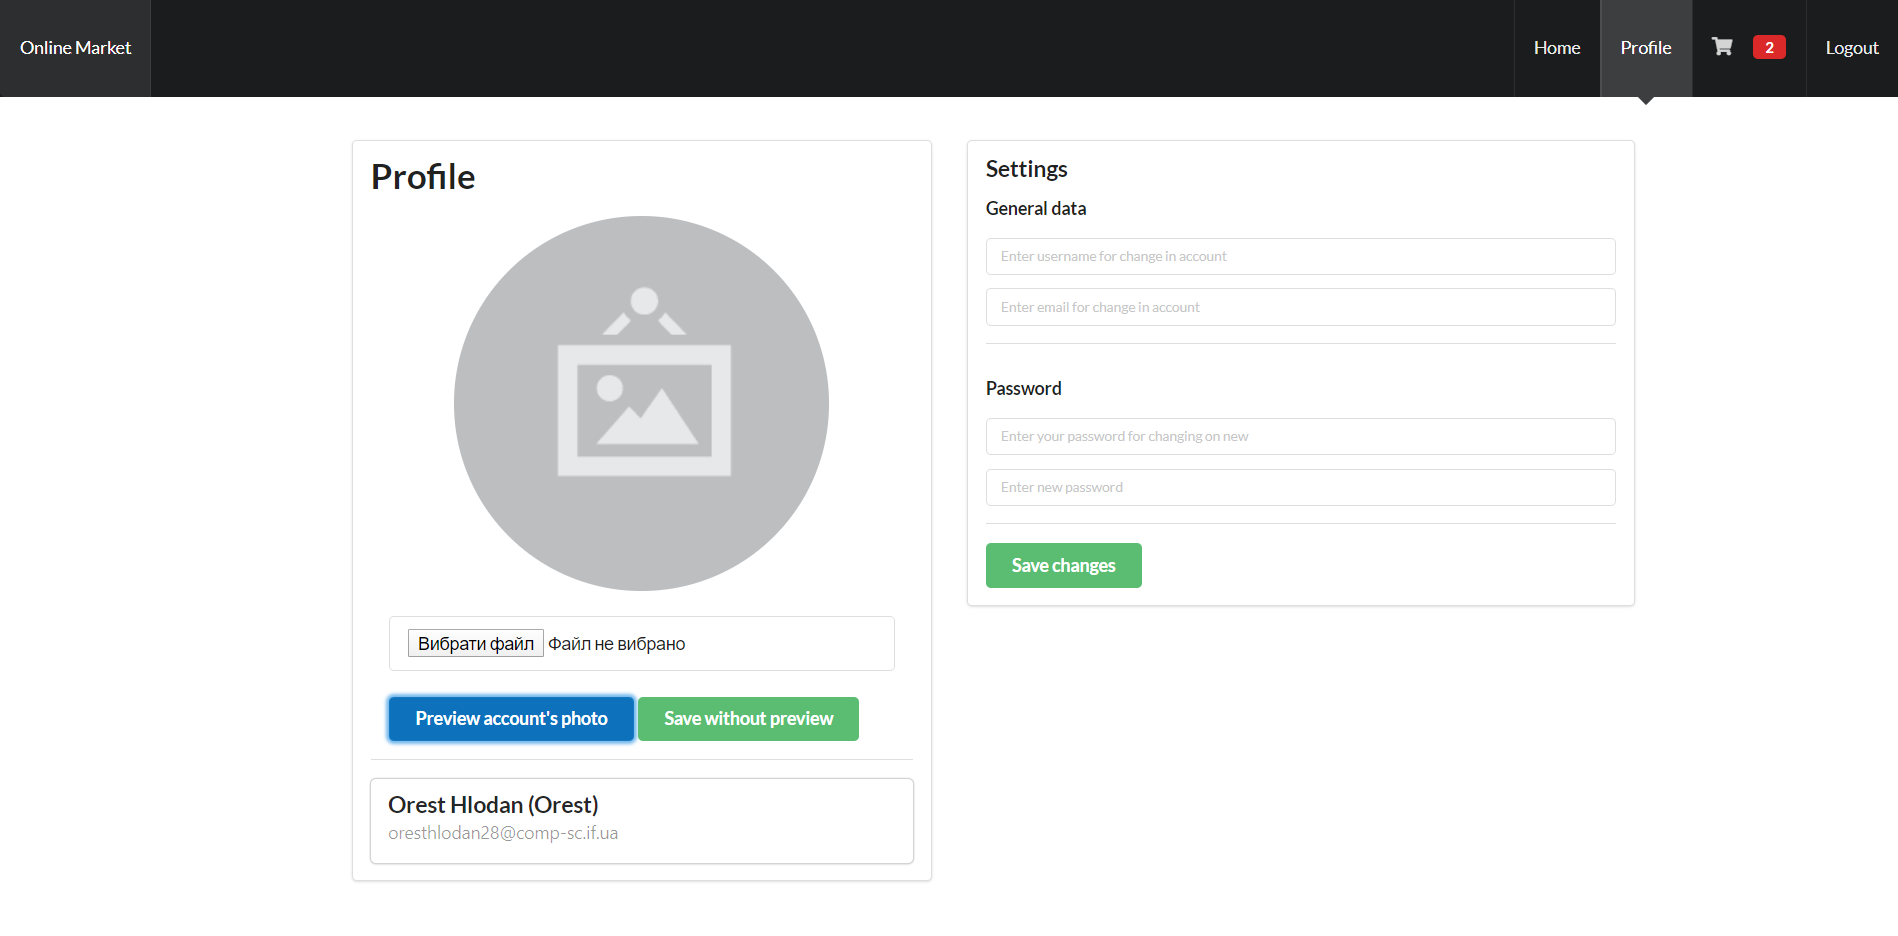 Online Market
Home
Profile
2
Logout
Profile
Вибрати файл Файл не вибрано
Preview account's photo
Save without preview
Orest Hlodan (Orest)
oresthlodan28@comp-sc.if.ua
Settings
General data
Enter username for change in account
Enter email for change in account
Password
Enter your password for changing on new
Enter new password
Save changes